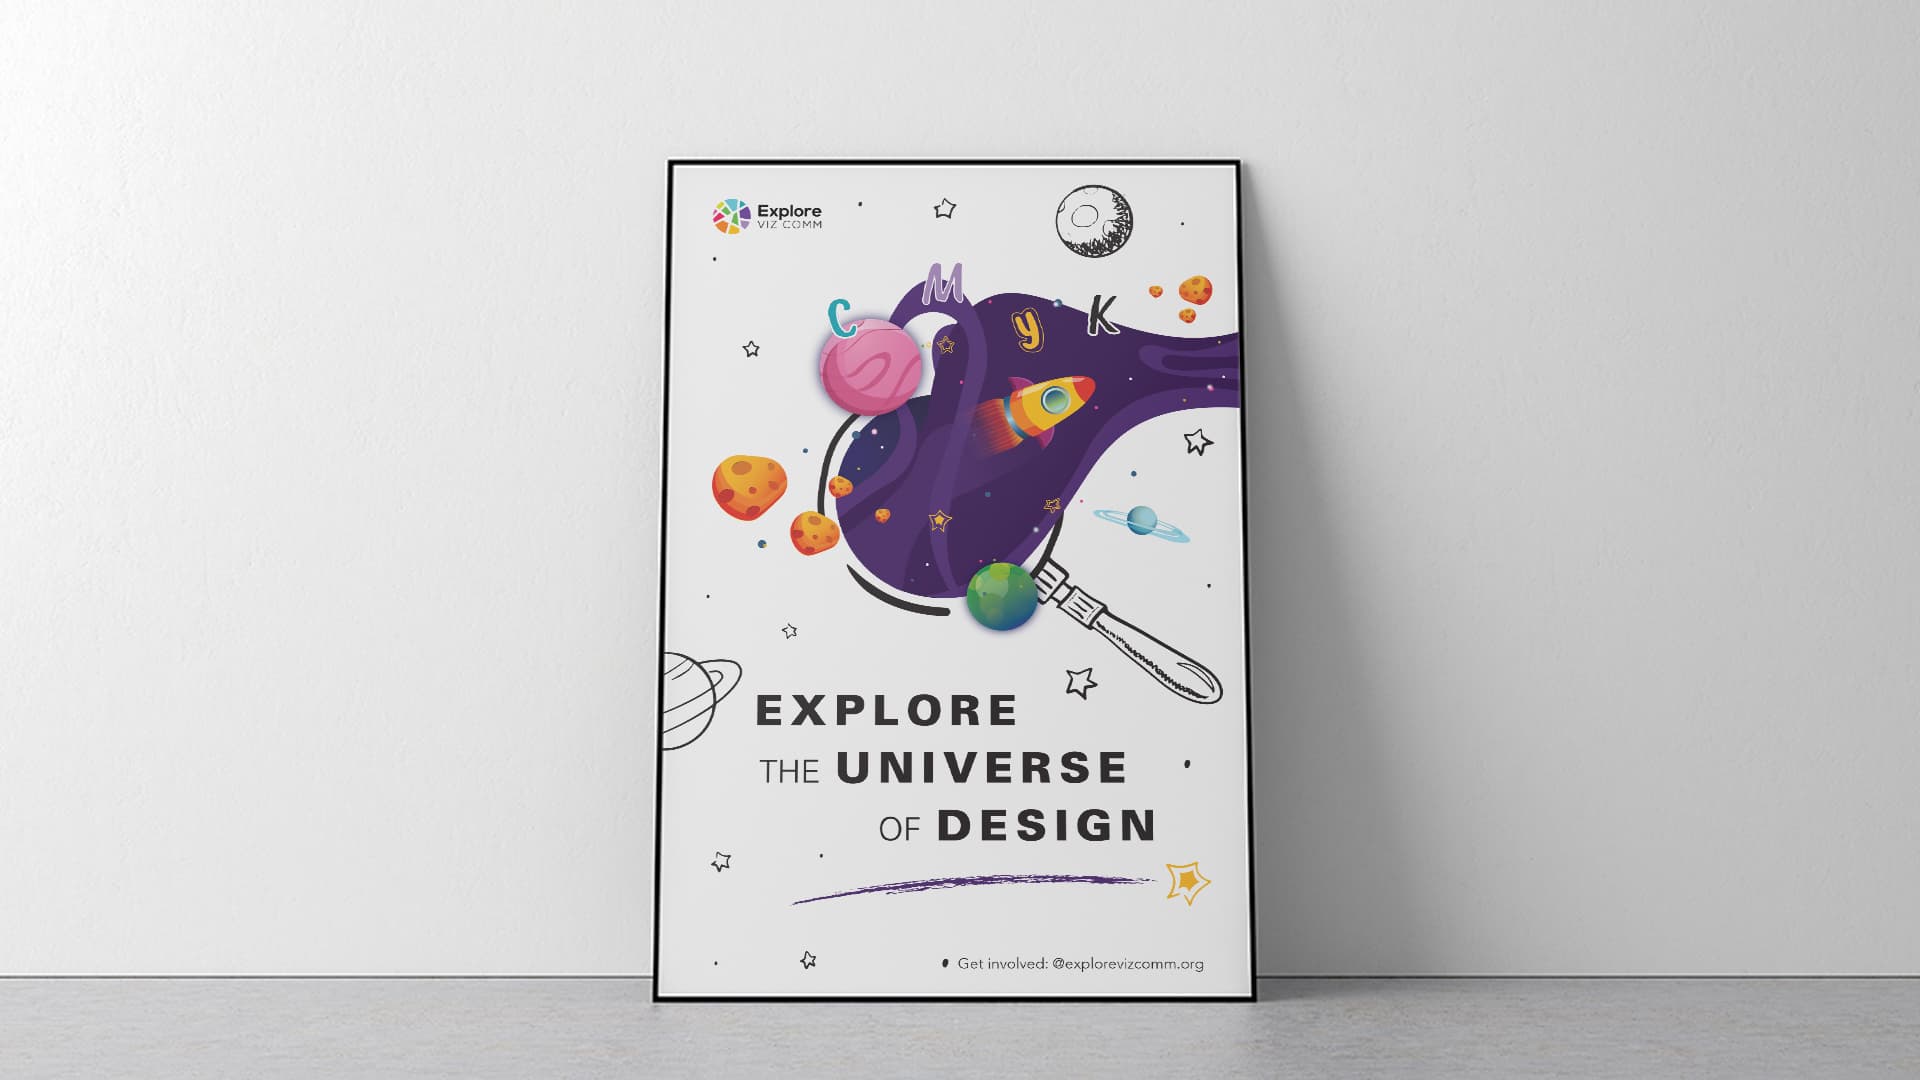 Explore
VIZ COMM
C M y K
EXPLORE
THE UNIVERSE
OF DESIGN
Get involved: @explorevizcomm.org